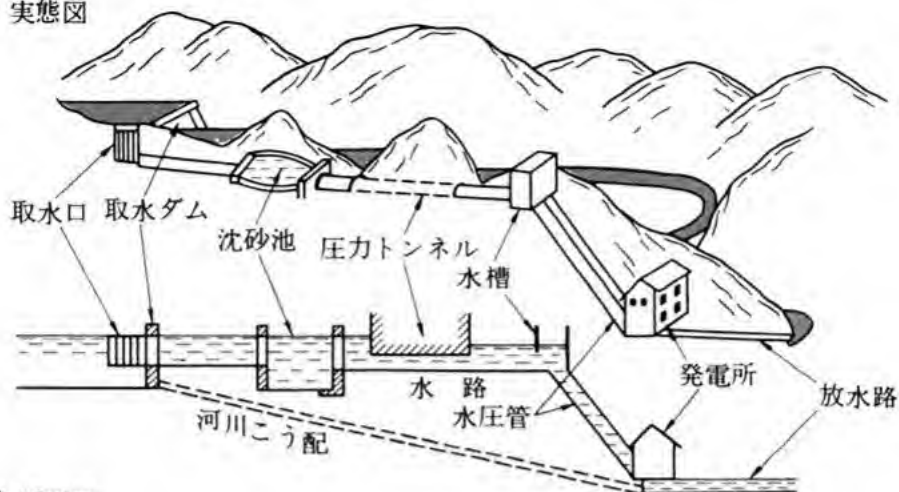 実態図
取水口
取水ダム
沈砂池
圧力トンネル
水槽
水路
水圧管
発電所
放水路
河川こう配